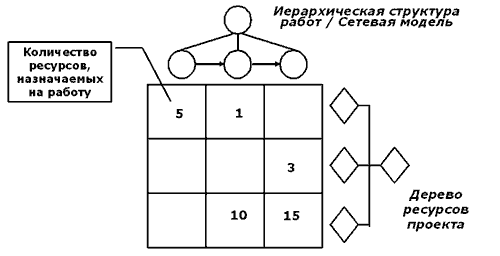 Иерархическая структура
работ / Сетевая модель
Количество
ресурсов,
назначаемых
на работу
5 1
3
10 15
Дерево
ресурсов
проекта